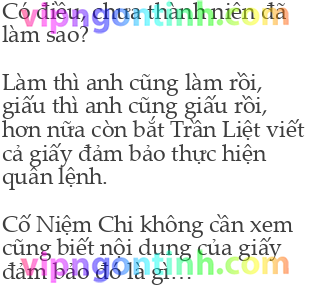 Có điều, chưa thành niên đã
làm sao?
Làm thì anh cũng làm rồi,
giấu thì anh cũng giấu rồi,
hơn nữa còn bắt Trần Liệt viết
cả giấy đảm bảo thực hiện
quân lệnh.
Cố Niệm Chi không cần xem
cũng biết nội dung của giấy
đảm bảo đó là gì…
vipngontinh.com
vipngontinh.com